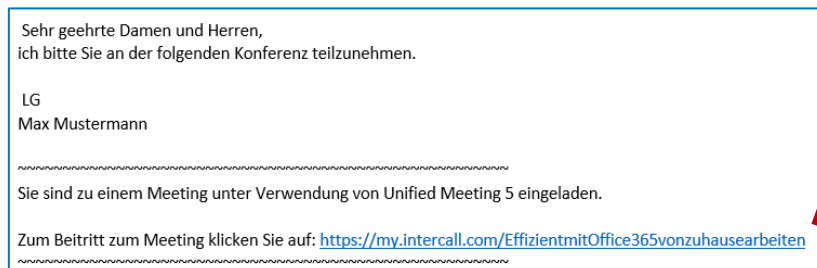 Sehr geehrte Damen und Herren,
ich bitte Sie an der folgenden Konferenz teilzunehmen.
LG
Max Mustermann
~~~~~~~~~~~~~~~~~~~~~~~~~~~~~~~~~~~~~~~~~~~~~~~~~~~~~~~~
Sie sind zu einem Meeting unter Verwendung von Unified Meeting 5 eingeladen.
Zum Beitritt zum Meeting klicken Sie auf: https://my.intercall.com/EffizientmitOffice365vonzuhausearbeiten
~~~~~~~~~~~~~~~~~~~~~~~~~~~~~~~~~~~~~~~~~~~~~~~~~~~~~~~~